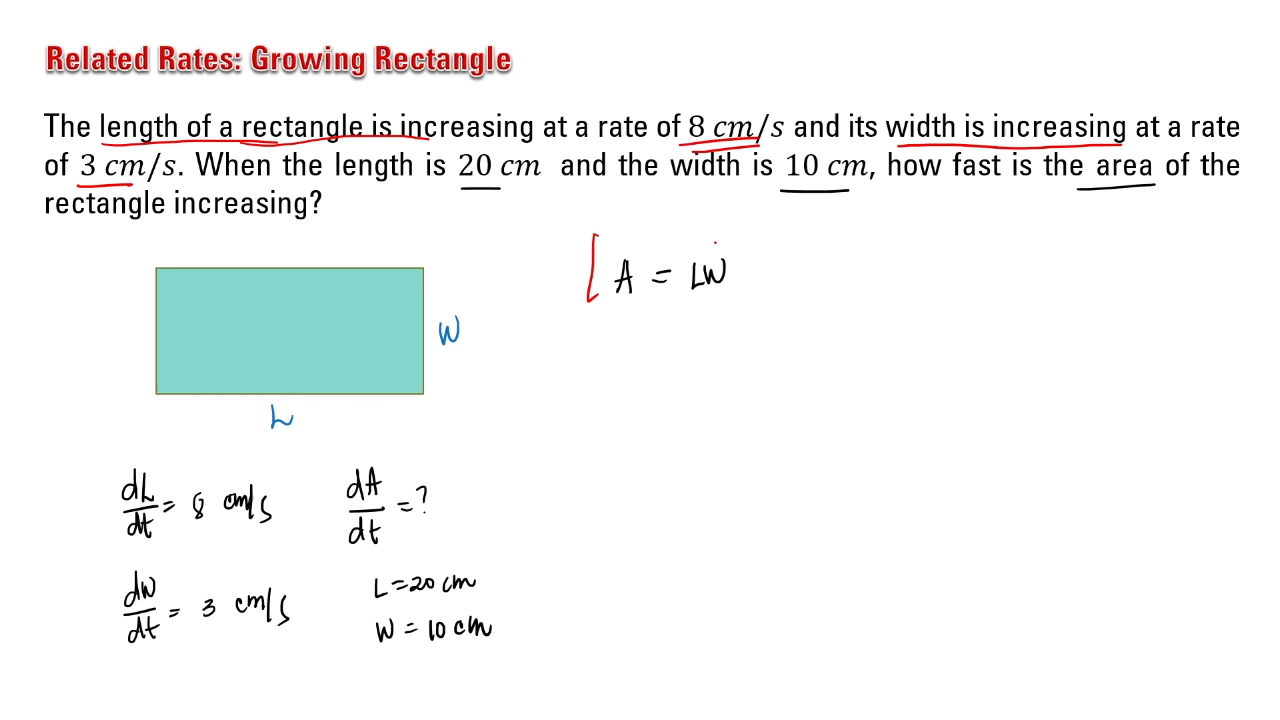 Related Rates: Growing Rectangle
The length of a rectangle is increasing at a rate of 8 cm/s and its width is increasing at a rate
of 3 cm/s. When the length is 20 cm and the width is 10 cm, how fast is the area of the
rectangle increasing?
A = LW
W
L
dL/dt = 8 cm/s
dA/dt = ?
dW/dt = 3 cm/s
L = 20 cm
W = 10 cm